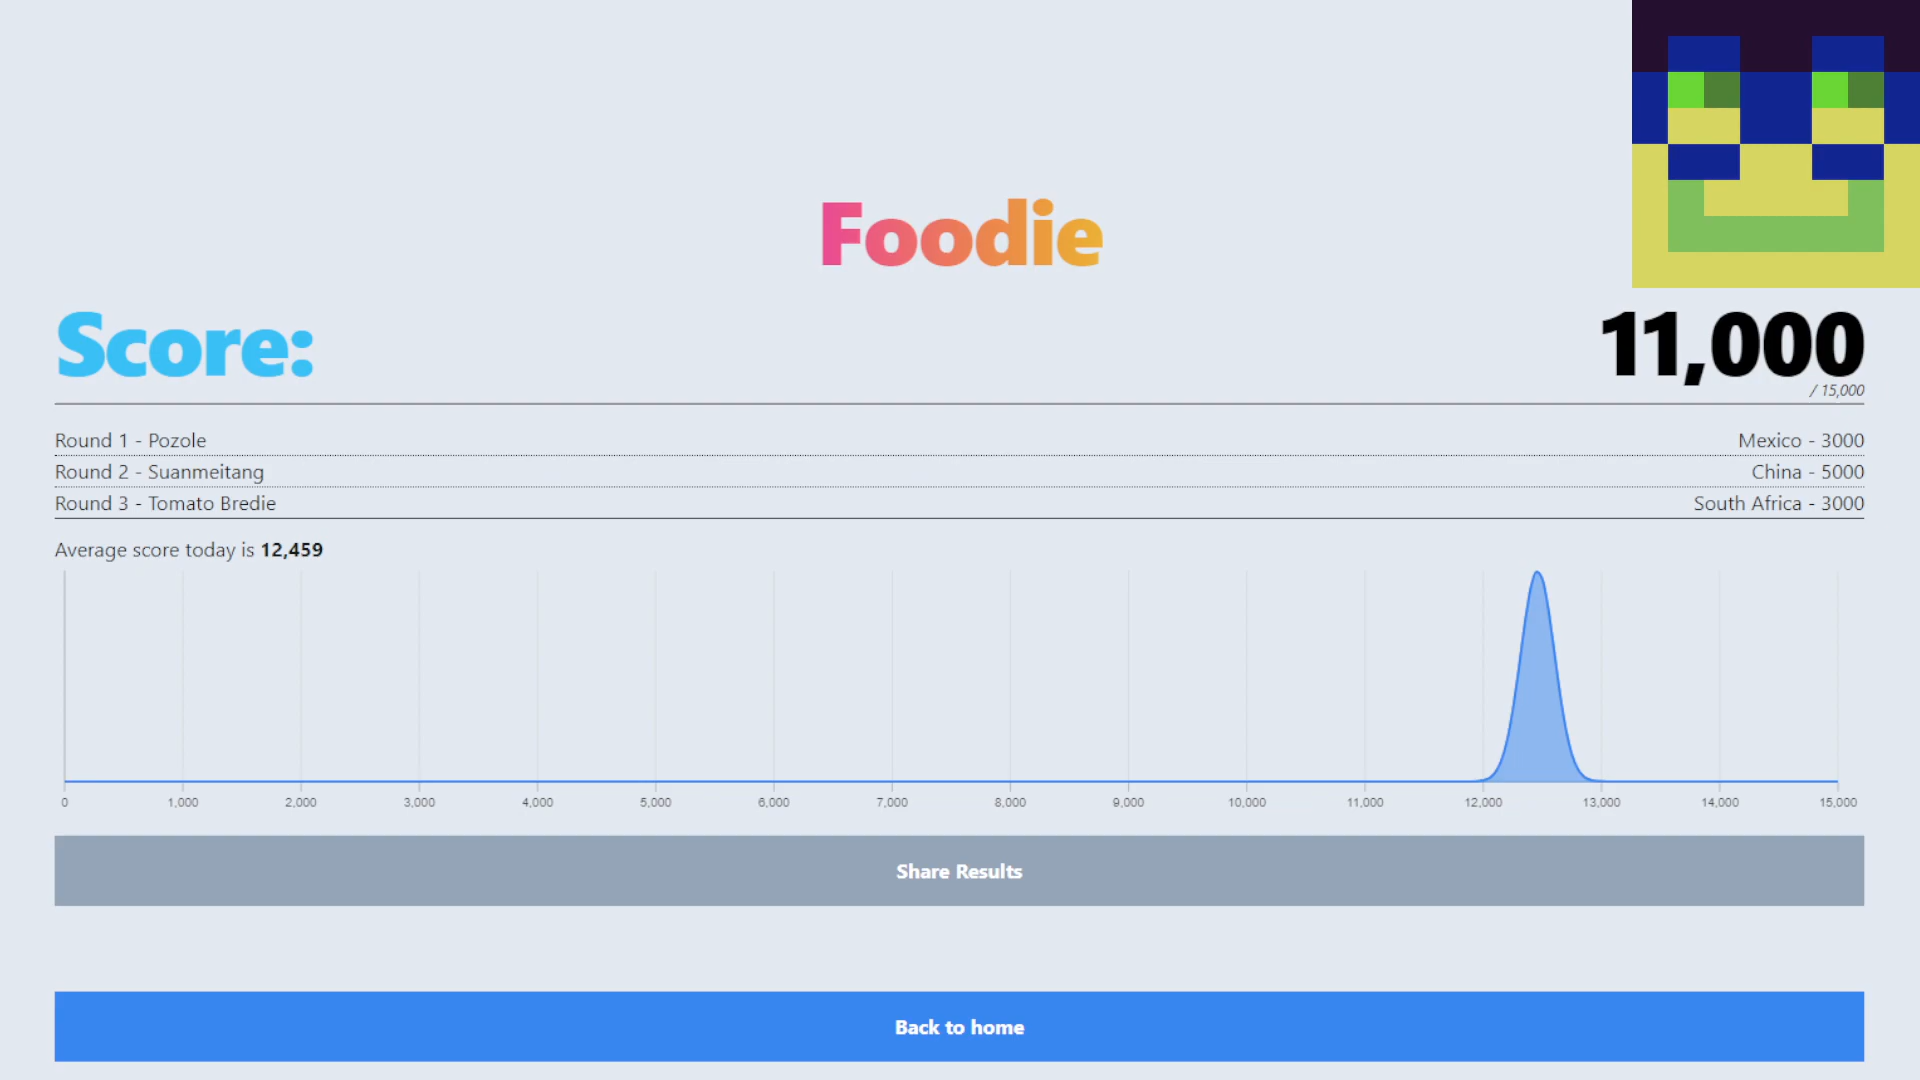 Foodie
Score:
11,000
/ 15,000
Round 1 - Pozole
Mexico - 3000
Round 2 - Suanmeitang
China - 5000
Round 3 - Tomato Bredie
South Africa - 3000
Average score today is 12,459
0 1,000 2,000 3,000 4,000 5,000 6,000 7,000 8,000 9,000 10,000 11,000 12,000 13,000 14,000 15,000
Share Results
Back to home